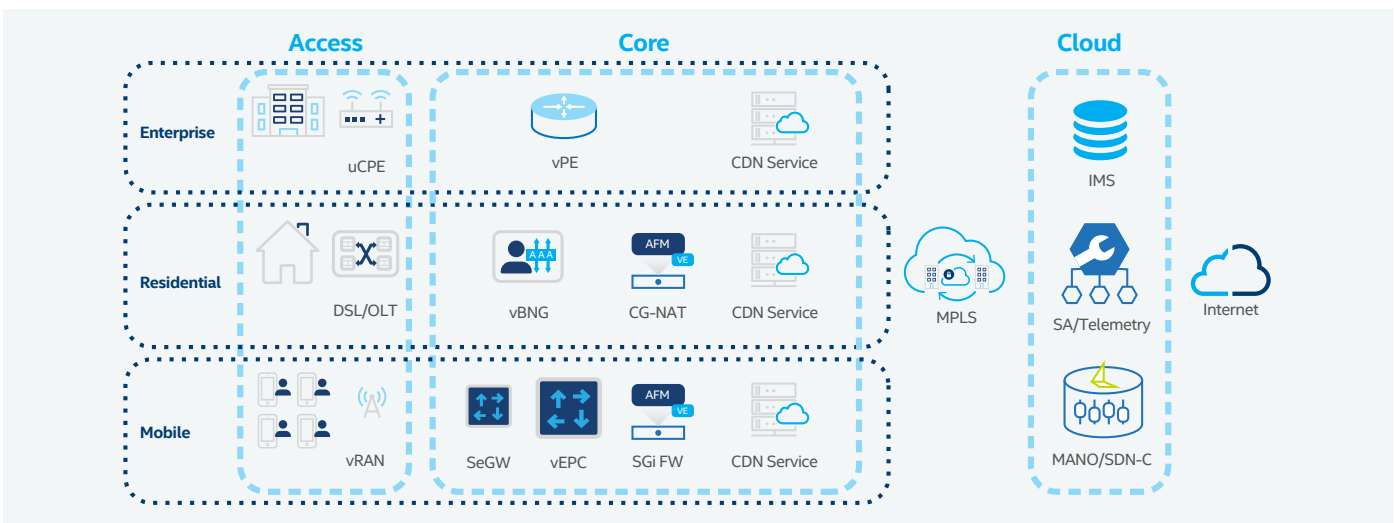 Access
Core
Cloud
Enterprise
uCPE
vPE
CDN Service
IMS
Residential
DSL/OLT
AAA
vBNG
AFM
VE
CG-NAT
CDN Service
MPLS
SA/Telemetry
Internet
Mobile
vRAN
SeGW
vEPC
AFM
VE
SGi FW
CDN Service
MANO/SDN-C